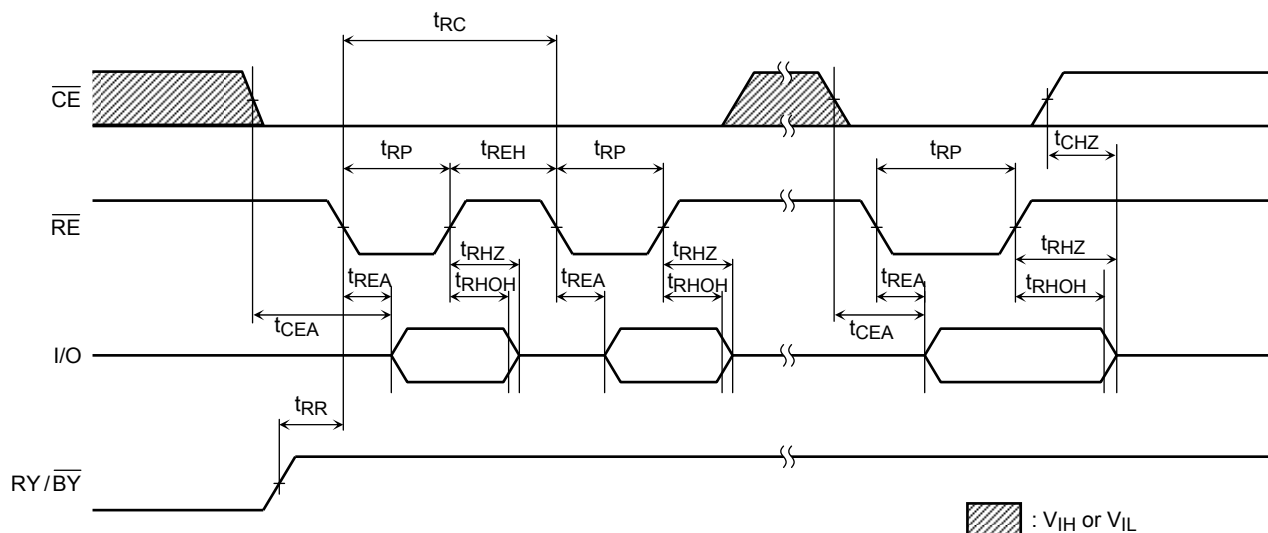 tRC
CE
tRP
tREH
tRP
tRP
tCHZ
RE
tREA
tRHZ
tRHOH
tREA
tRHZ
tRHOH
tREA
tRHZ
tRHOH
tCEA
tCEA
I/O
tRR
RY/BY
: VIH or VIL